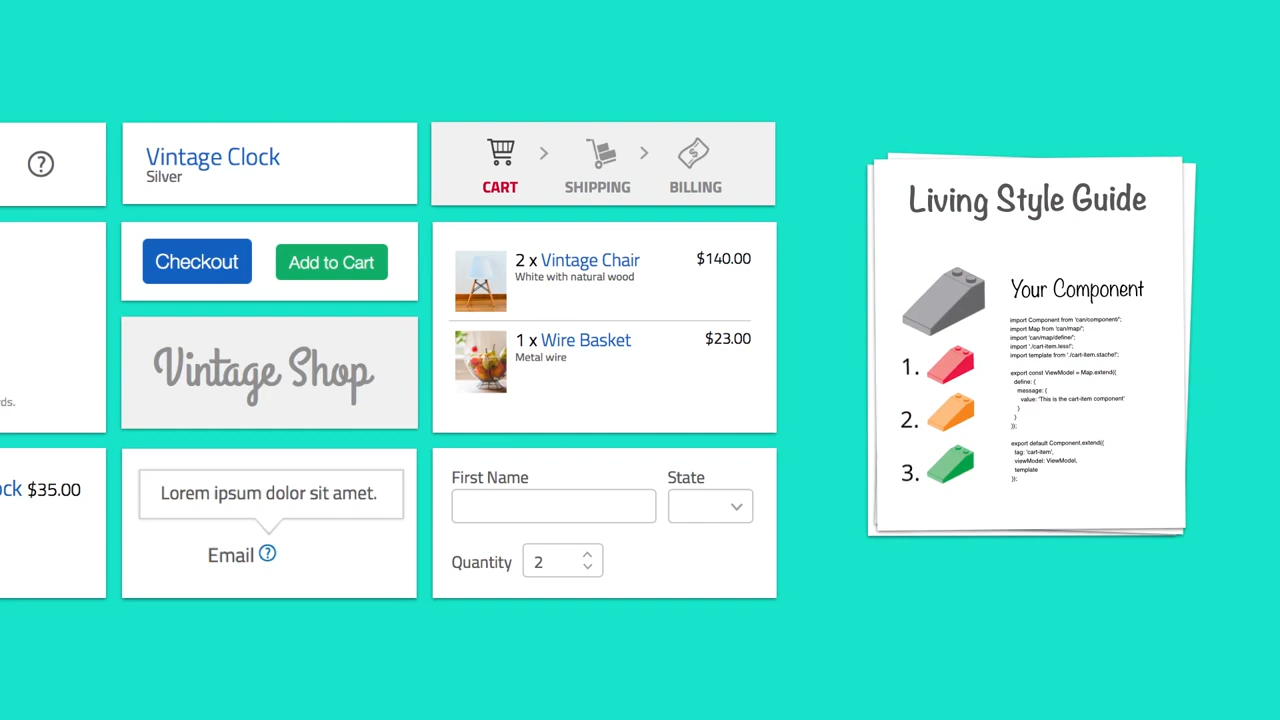 ?
rds.
ock $35.00
Vintage Clock
Silver
Checkout
Add to Cart
Vintage Shop
Lorem ipsum dolor sit amet.
Email ?
CART
SHIPPING
BILLING
2 x Vintage Chair $140.00
White with natural wood
1 x Wire Basket $23.00
Metal wire
First Name State
Quantity 2
Living Style Guide
Your Component
1.
2.
3.
import Component from 'can/component/';
import Map from 'can/map/';
import 'can/map/define/';
import './cart-item.less!';
import template from './cart-item.stache!';
export const ViewModel = Map.extend({
define: {
message: {
value: 'This is the cart-item component'
}
}
});
export default Component.extend({
tag: 'cart-item',
viewModel: ViewModel,
template
});